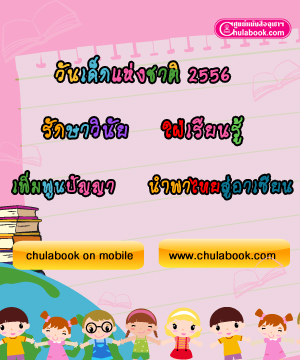 ศูนย์หนังสือจุฬาฯ
chulabook.com
วันเด็กแห่งชาติ 2556
รักษาวินัย ใฝ่เรียนรู้
เพิ่มพูนปัญญา นำพาไทยสู่อาเซียน
chulabook on mobile www.chulabook.com